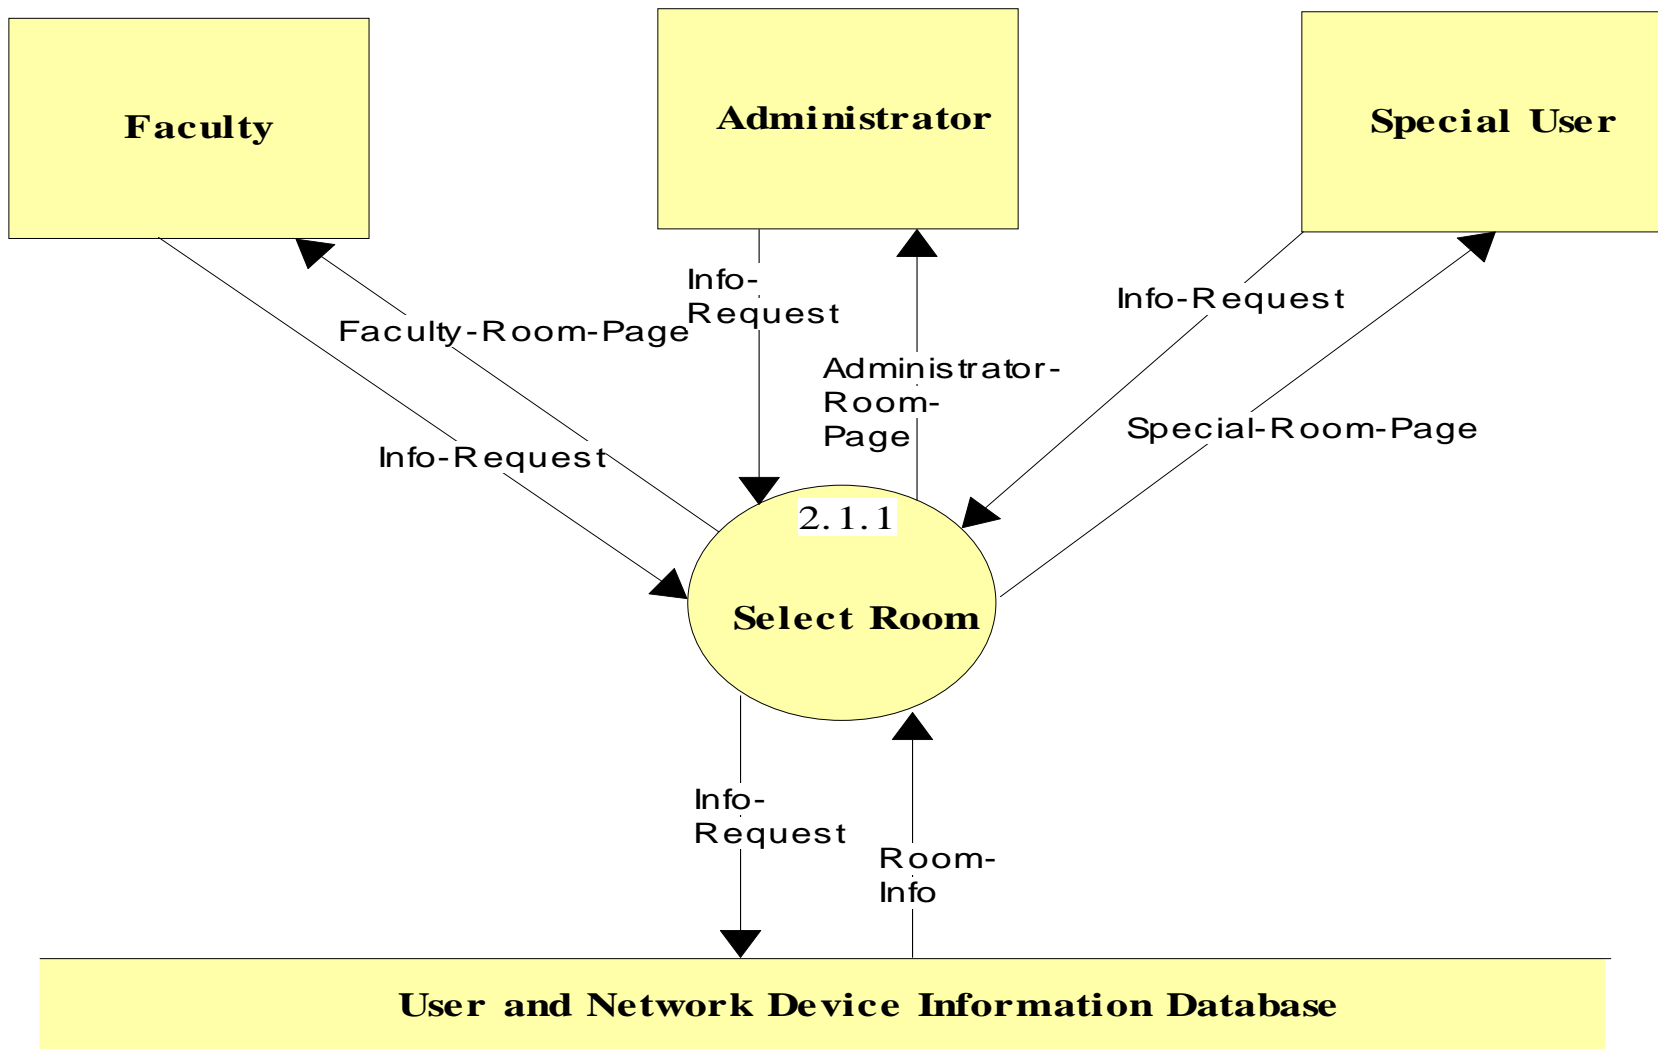 Faculty
Administrator
Special User
Info-
Request
Info-Request
Faculty-Room-Page
Administrator-
Room-
Page
Special-Room-Page
Info-Request
2.1.1
Select Room
Info-
Request
Room-
Info
User and Network Device Information Database